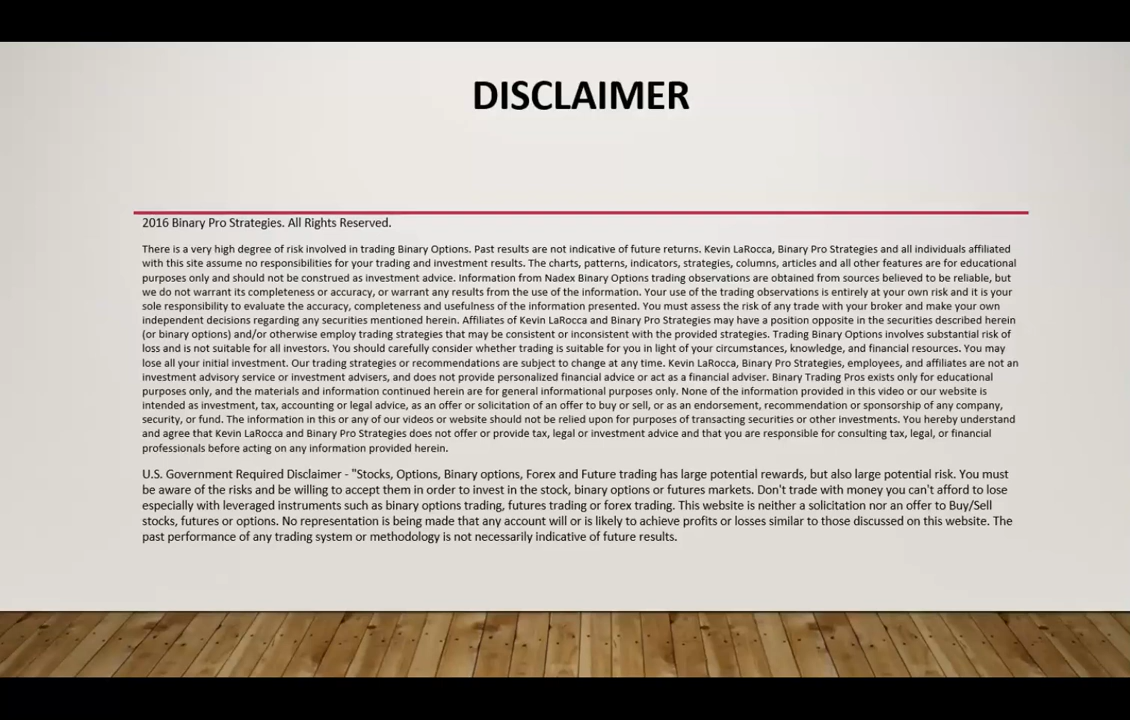 DISCLAIMER
2016 Binary Pro Strategies. All Rights Reserved.
There is a very high degree of risk involved in trading Binary Options. Past results are not indicative of future returns. Kevin LaRocca, Binary Pro Strategies and all individuals affiliated
with this site assume no responsibilities for your trading and investment results. The charts, patterns, indicators, strategies, columns, articles and all other features are for educational
purposes only and should not be construed as investment advice. Information from Nadex Binary Options trading observations are obtained from sources believed to be reliable, but
we do not warrant its completeness or accuracy, or warrant any results from the use of the information. Your use of the trading observations is entirely at your own risk and it is your
sole responsibility to evaluate the accuracy, completeness and usefulness of the information presented. You must assess the risk of any trade with your broker and make your own
independent decisions regarding any securities mentioned herein. Affiliates of Kevin LaRocca and Binary Pro Strategies may have a position opposite in the securities described herein
(or binary options) and/or otherwise employ trading strategies that may be consistent or inconsistent with the provided strategies. Trading Binary Options involves substantial risk of
loss and is not suitable for all investors. You should carefully consider whether trading is suitable for you in light of your circumstances, knowledge, and financial resources. You may
lose all your initial investment. Our trading strategies or recommendations are subject to change at any time. Kevin LaRocca, Binary Pro Strategies, employees, and affiliates are not an
investment advisory service or investment advisers, and does not provide personalized financial advice or act as a financial adviser. Binary Trading Pros exists only for educational
purposes only, and the materials and information continued herein are for general informational purposes only. None of the information provided in this video or our website is
intended as investment, tax, accounting or legal advice, as an offer or solicitation of an offer to buy or sell, or as an endorsement, recommendation or sponsorship of any company,
security, or fund. The information in this or any of our videos or website should not be relied upon for purposes of transacting securities or other investments. You hereby understand
and agree that Kevin LaRocca and Binary Pro Strategies does not offer or provide tax, legal or investment advice and that you are responsible for consulting tax, legal, or financial
professionals before acting on any information provided herein.
U.S. Government Required Disclaimer - "Stocks, Options, Binary options, Forex and Future trading has large potential rewards, but also large potential risk. You must
be aware of the risks and be willing to accept them in order to invest in the stock, binary options or futures markets. Don't trade with money you can't afford to lose
especially with leveraged instruments such as binary options trading, futures trading or forex trading. This website is neither a solicitation nor an offer to Buy/Sell
stocks, futures or options. No representation is being made that any account will or is likely to achieve profits or losses similar to those discussed on this website. The
past performance of any trading system or methodology is not necessarily indicative of future results.